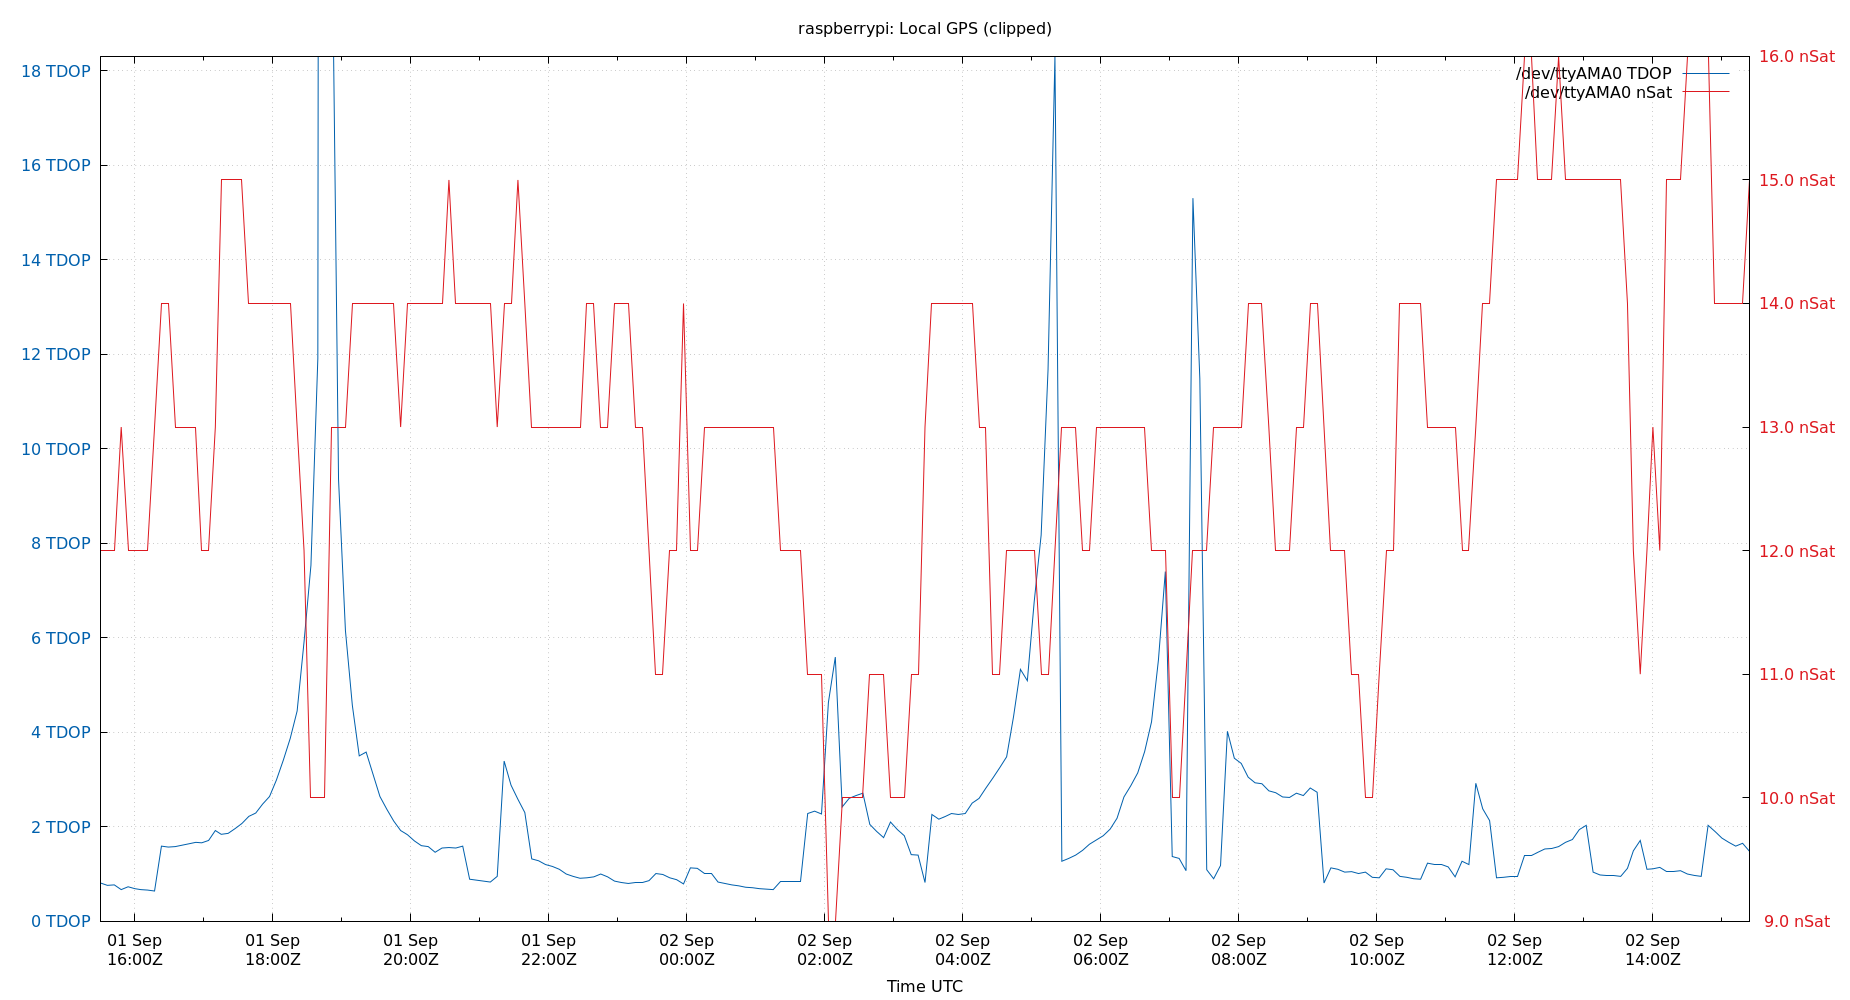 raspberrypi: Local GPS (clipped)
18 TDOP
16 TDOP
14 TDOP
12 TDOP
10 TDOP
8 TDOP
6 TDOP
4 TDOP
2 TDOP
0 TDOP
16.0 nSat
15.0 nSat
14.0 nSat
13.0 nSat
12.0 nSat
11.0 nSat
10.0 nSat
9.0 nSat
/dev/ttyAMA0 TDOP
/dev/ttyAMA0 nSat
01 Sep
16:00Z
01 Sep
18:00Z
01 Sep
20:00Z
01 Sep
22:00Z
02 Sep
00:00Z
02 Sep
02:00Z
02 Sep
04:00Z
02 Sep
06:00Z
02 Sep
08:00Z
02 Sep
10:00Z
02 Sep
12:00Z
02 Sep
14:00Z
Time UTC